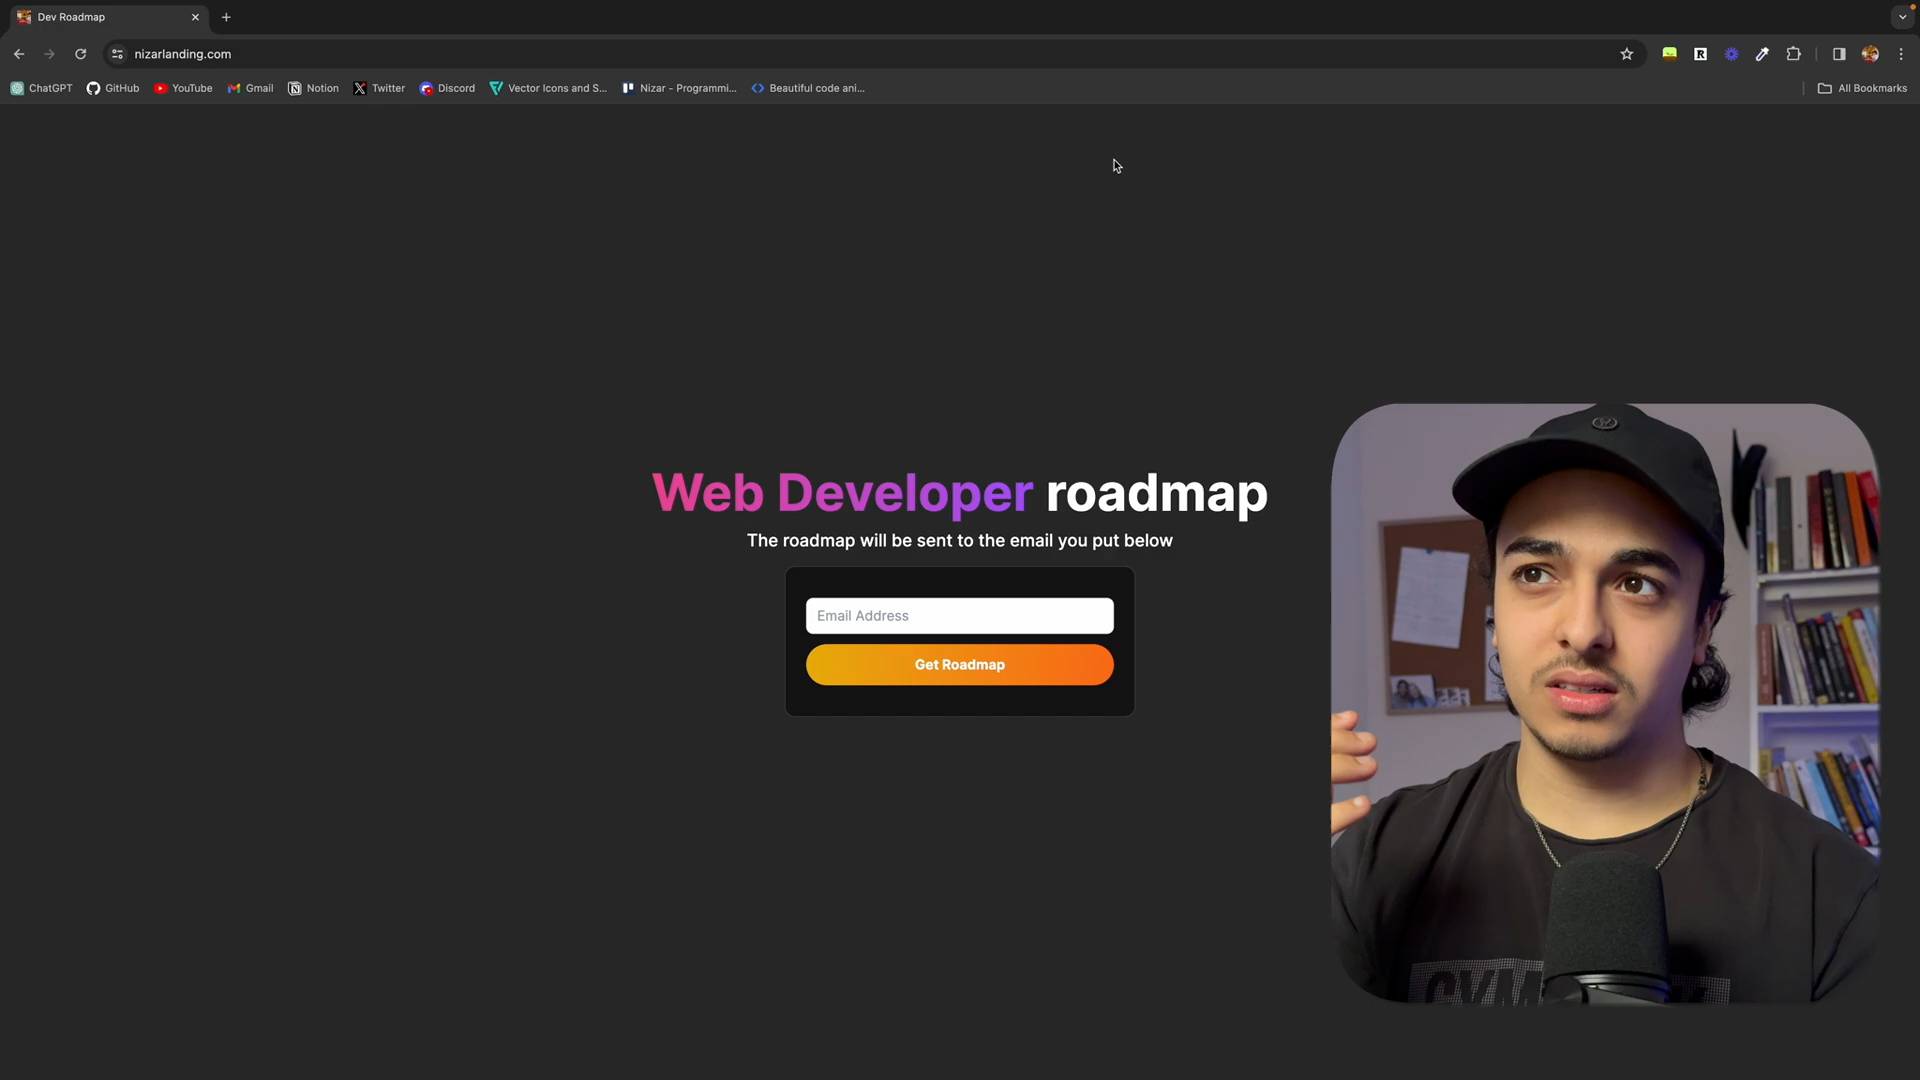 Dev Roadmap
nizarlanding.com
ChatGPT
GitHub
YouTube
Gmail
Notion
Twitter
Discord
Vector Icons and S...
Nizar - Programmi...
Beautiful code ani...
All Bookmarks
Web Developer roadmap
The roadmap will be sent to the email you put below
Email Address
Get Roadmap